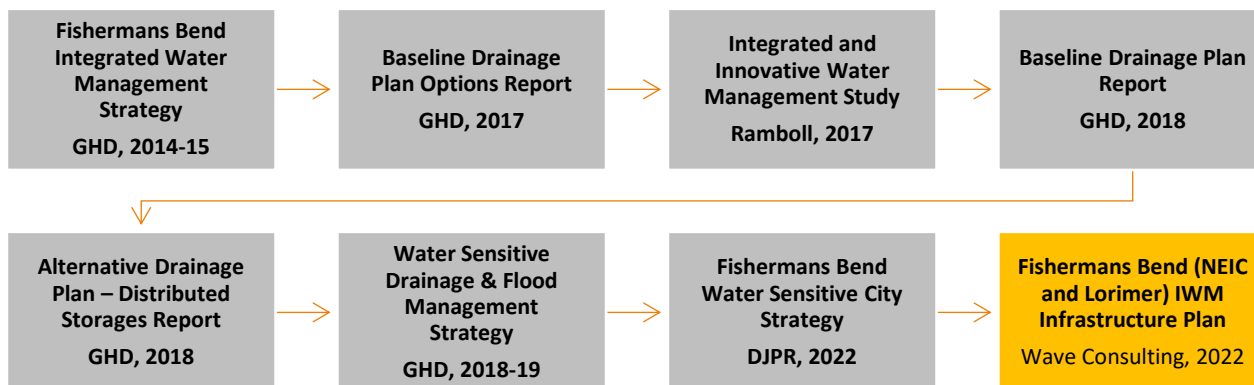 Fishermans Bend
Integrated Water
Management
Strategy
GHD, 2014-15
Baseline Drainage
Plan Options Report
GHD, 2017
Integrated and
Innovative Water
Management Study
Ramboll, 2017
Baseline Drainage Plan
Report
GHD, 2018
Alternative Drainage
Plan – Distributed
Storages Report
GHD, 2018
Water Sensitive
Drainage & Flood
Management
Strategy
GHD, 2018-19
Fishermans Bend
Water Sensitive City
Strategy
DJPR, 2022
Fishermans Bend (NEIC
and Lorimer) IWM
Infrastructure Plan
Wave Consulting, 2022